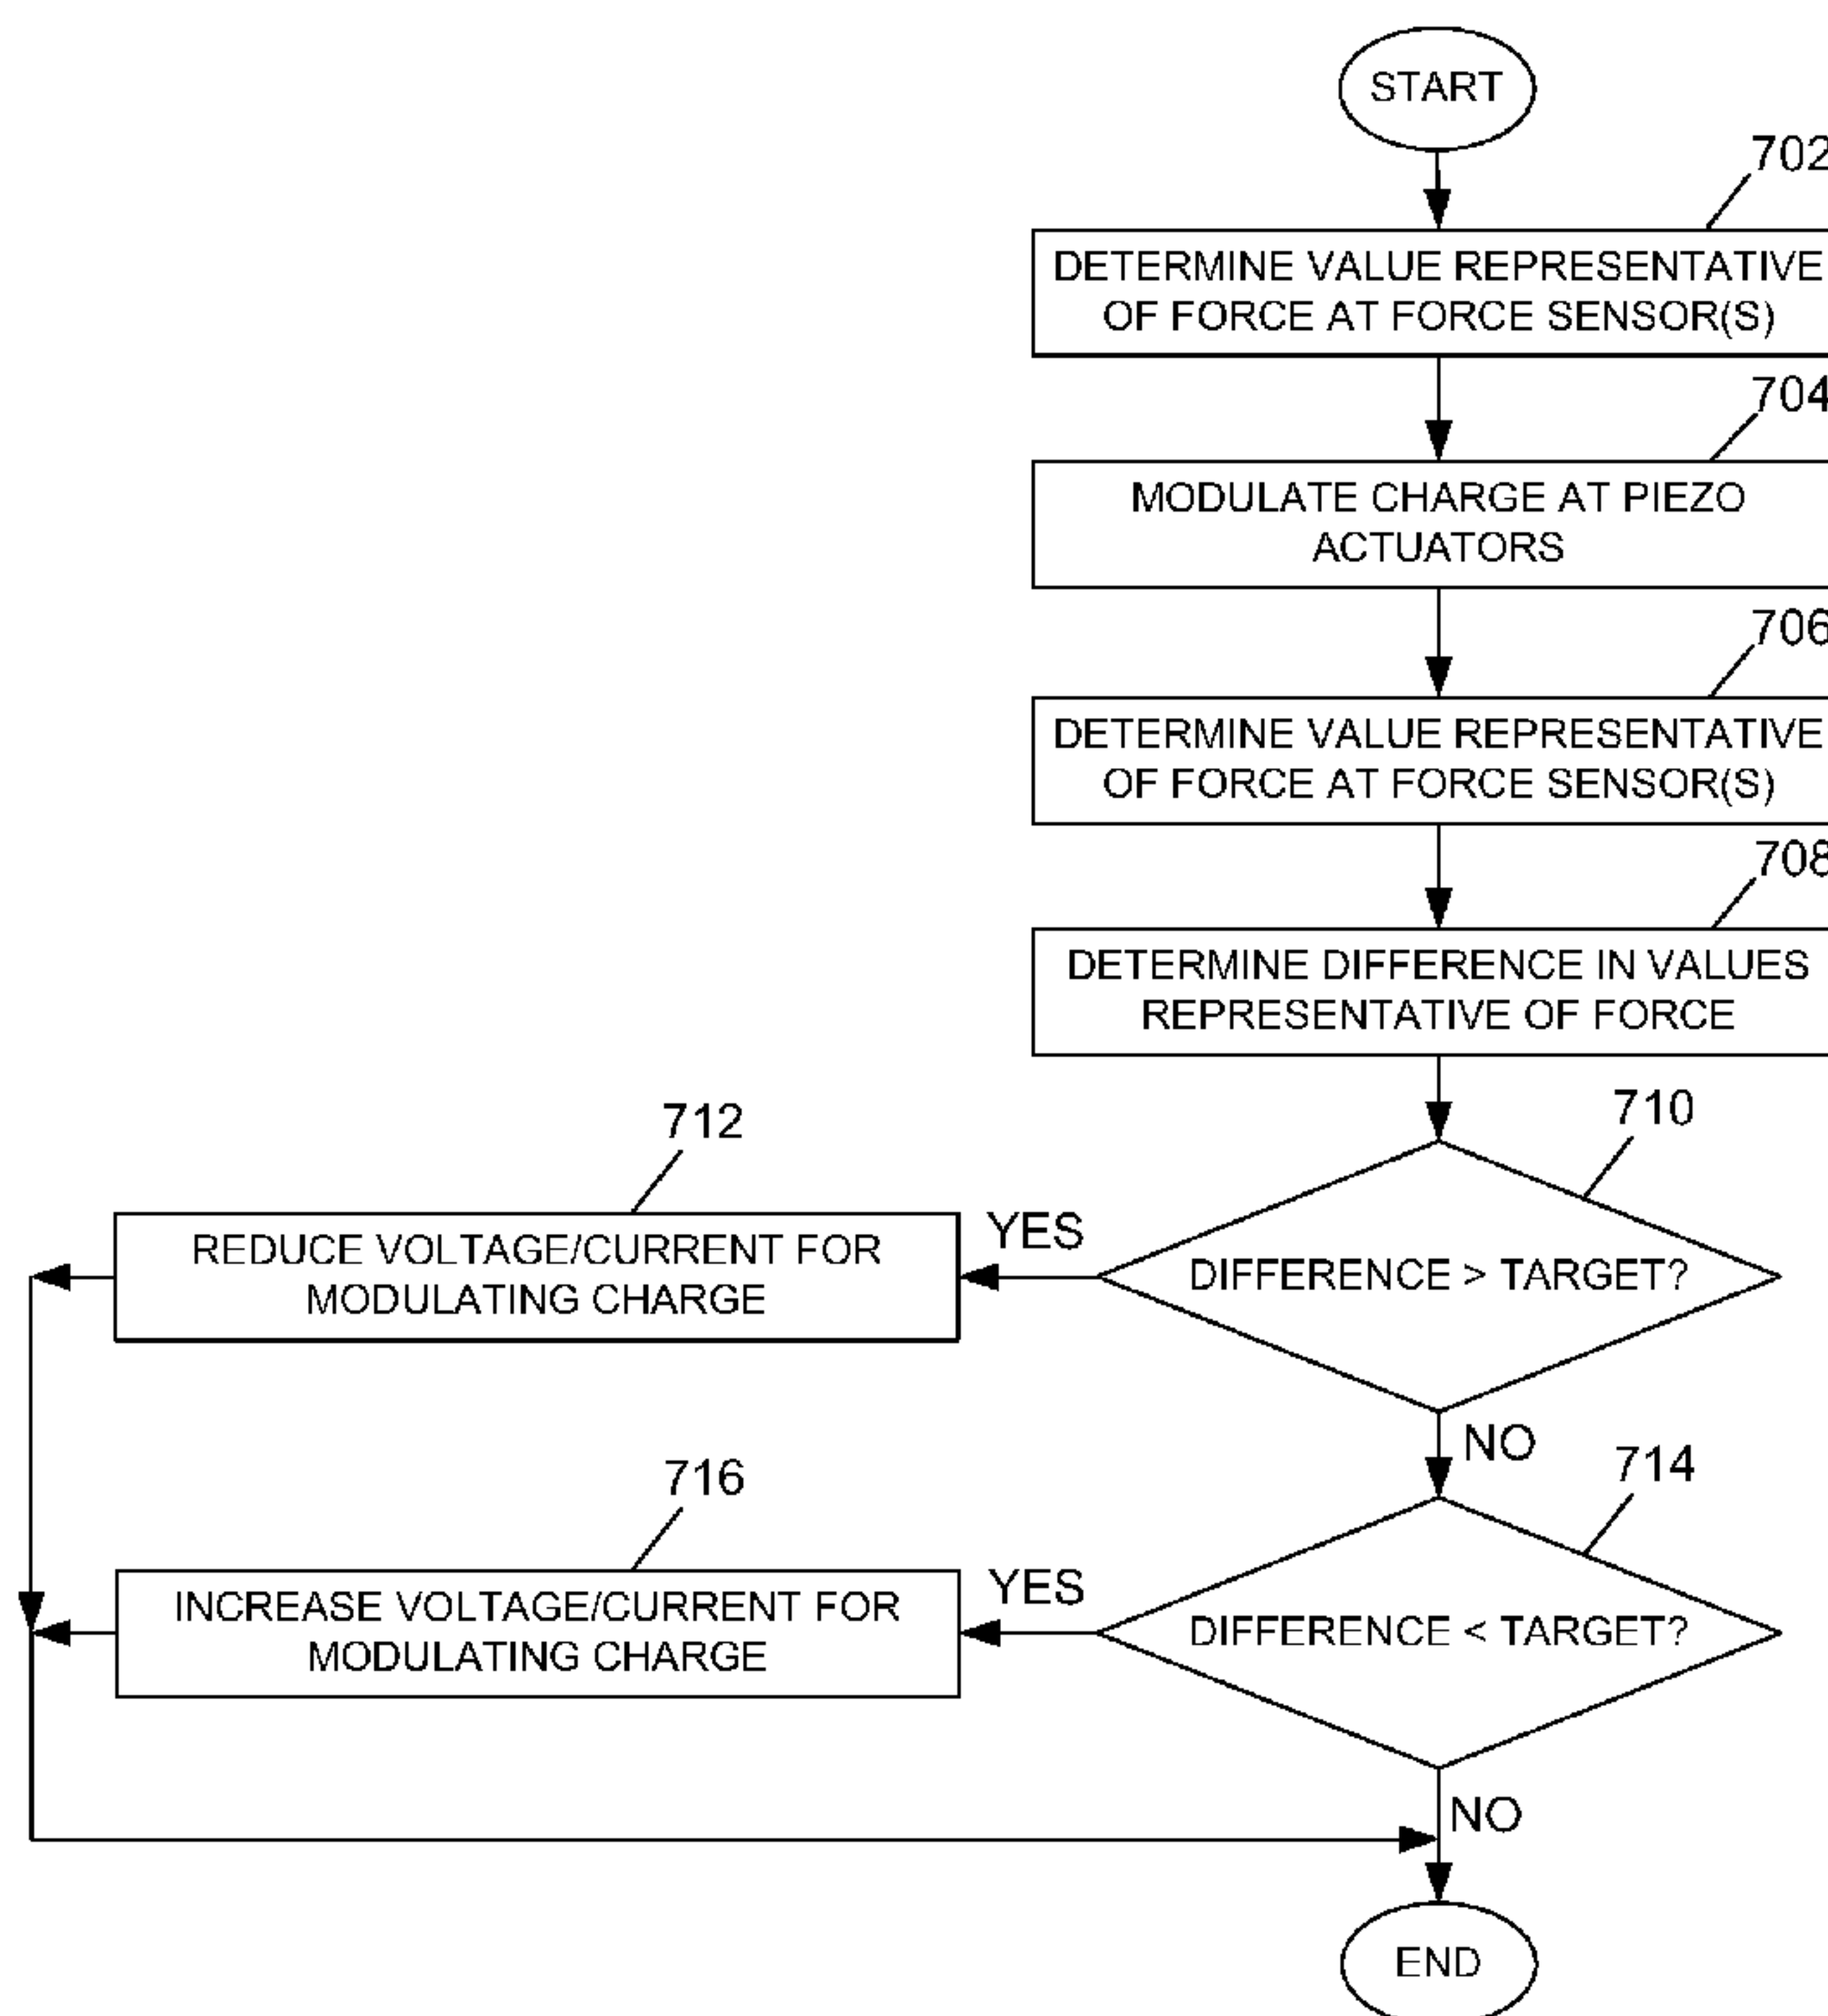 START
702
DETERMINE VALUE REPRESENTATIVE
OF FORCE AT FORCE SENSOR(S)
704
MODULATE CHARGE AT PIEZO
ACTUATORS
706
DETERMINE VALUE REPRESENTATIVE
OF FORCE AT FORCE SENSOR(S)
708
DETERMINE DIFFERENCE IN VALUES
REPRESENTATIVE OF FORCE
710
DIFFERENCE > TARGET?
YES
712
REDUCE VOLTAGE/CURRENT FOR
MODULATING CHARGE
NO
714
DIFFERENCE < TARGET?
YES
716
INCREASE VOLTAGE/CURRENT FOR
MODULATING CHARGE
NO
END